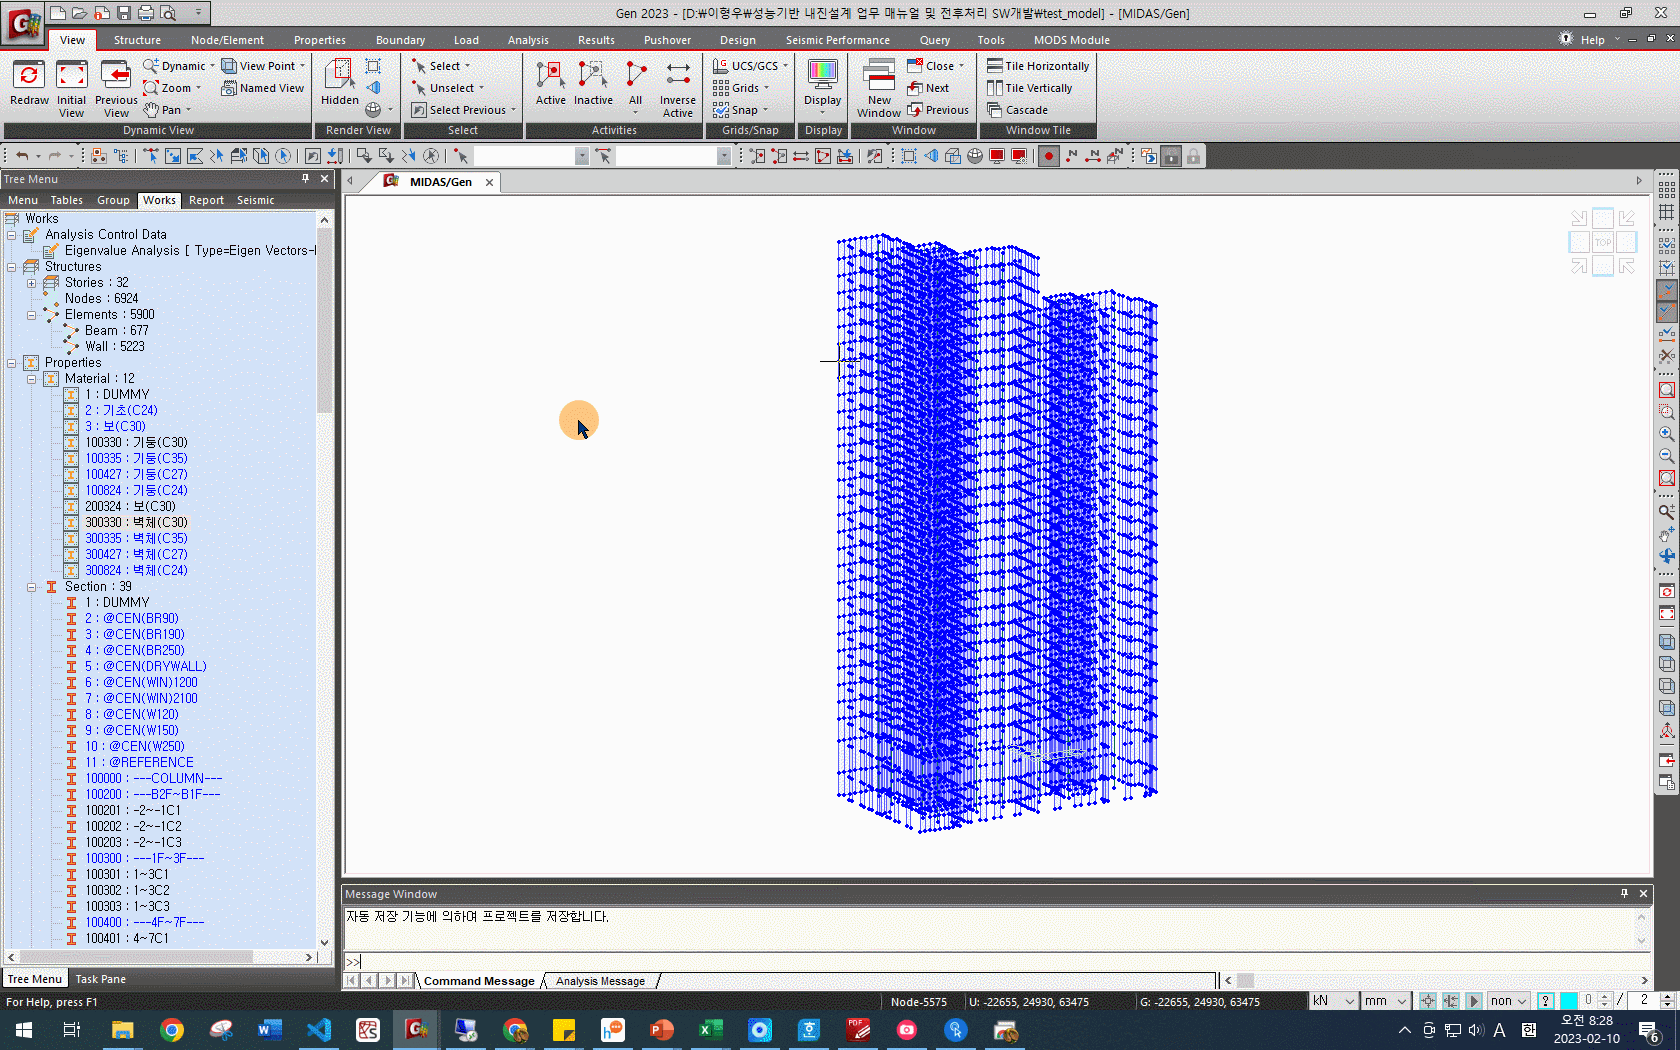 Gen 2023 - [D:₩이형우₩성능기반 내진설계 업무 매뉴얼 및 전후처리 SW개발₩test_model] - [MIDAS/Gen]
View Structure Node/Element Properties Boundary Load Analysis Results Pushover Design Seismic Performance Query Tools MODS Module Help
Redraw Initial View Previous View Dynamic Zoom Pan View Point Named View
Hidden
Select Unselect Select Previous
Active Inactive All Inverse Active
UCS/GCS Grids Snap
Display
New Window Close Next Previous
Tile Horizontally Tile Vertically Cascade
Dynamic View Render View Select Activities Grids/Snap Display Window Window Tile
Tree Menu
Menu Tables Group Works Report Seismic
MIDAS/Gen
TOP
Works
Analysis Control Data
Eigenvalue Analysis [ Type=Eigen Vectors-
Structures
Stories : 32
Nodes : 6924
Elements : 5900
Beam : 677
Wall : 5223
Properties
Material : 12
1 : DUMMY
2 : 기초(C24)
3 : 보(C30)
100330 : 기둥(C30)
100335 : 기둥(C35)
100427 : 기둥(C27)
100824 : 기둥(C24)
200324 : 보(C30)
300330 : 벽체(C30)
300335 : 벽체(C35)
300427 : 벽체(C27)
300824 : 벽체(C24)
Section : 39
1 : DUMMY
2 : @CEN(BR90)
3 : @CEN(BR190)
4 : @CEN(BR250)
5 : @CEN(DRYWALL)
6 : @CEN(WIN)1200
7 : @CEN(WIN)2100
8 : @CEN(W120)
9 : @CEN(W150)
10 : @CEN(W250)
11 : @REFERENCE
100000 : ---COLUMN---
100200 : ---B2F~B1F---
100201 : -2~-1C1
100202 : -2~-1C2
100203 : -2~-1C3
100300 : ---1F~3F---
100301 : 1~3C1
100302 : 1~3C2
100303 : 1~3C3
100400 : ---4F~7F---
100401 : 4~7C1
Tree Menu Task Pane
Message Window
자동 저장 기능에 의하여 프로젝트를 저장합니다.
>>
Command Message Analysis Message
For Help, press F1
Node-5575 U: -22655, 24930, 63475 G: -22655, 24930, 63475 kN mm non ? 0 / 2
A 한 오전 8:28
2023-02-10
6